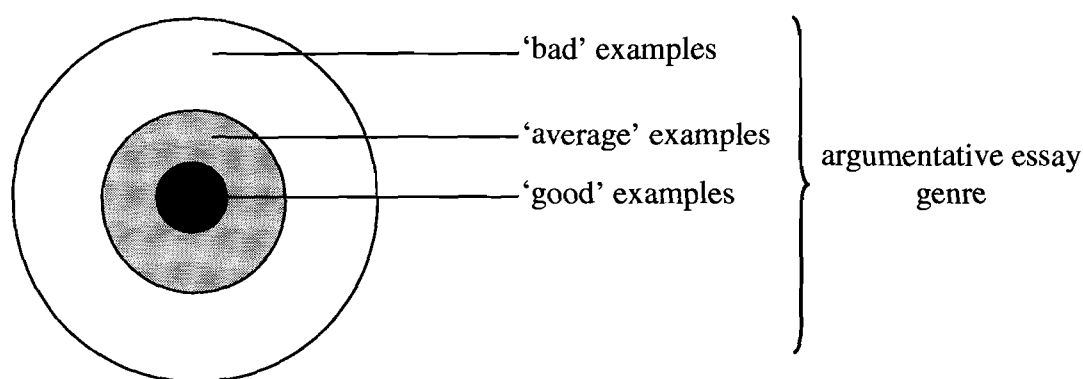 ‘bad’ examples
‘average’ examples
‘good’ examples
argumentative essay
genre